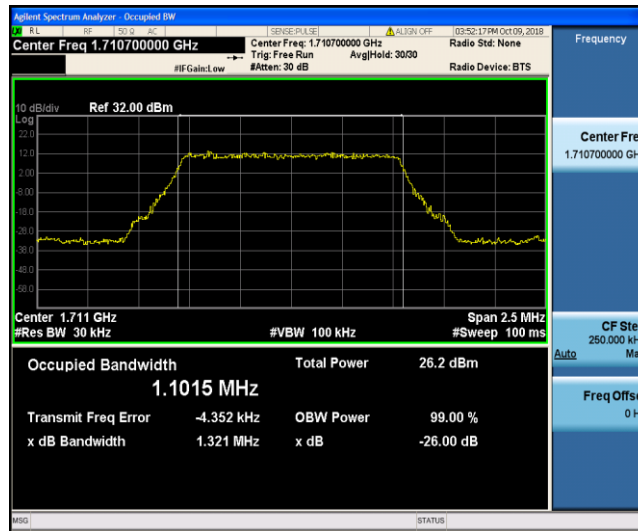 Agilent Spectrum Analyzer - Occupied BW
RL RF 50 Ω AC SENSE:PULSE ALIGN OFF 03:52:17PM Oct 09, 2018
Center Freq 1.710700000 GHz
Center Freq: 1.710700000 GHz
Radio Std: None
Trig: Free Run Avg|Hold: 30/30
#IFGain:Low
#Atten: 30 dB
Radio Device: BTS
10 dB/div Ref 32.00 dBm
Log
22.0
12.0
2.00
-8.00
-18.0
-28.0
-38.0
-48.0
-58.0
Center 1.711 GHz Span 2.5 MHz
#Res BW 30 kHz #VBW 100 kHz #Sweep 100 ms
Occupied Bandwidth Total Power 26.2 dBm
1.1015 MHz
Transmit Freq Error -4.352 kHz OBW Power 99.00 %
x dB Bandwidth 1.321 MHz x dB -26.00 dB
MSG STATUS
Frequency
Center Fre
1.710700000 GH
CF Ste
250.000 kH
Auto Ma
Freq Offse
0 H